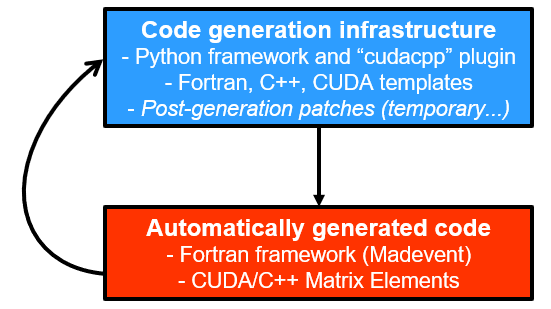 Code generation infrastructure
- Python framework and “cudacpp” plugin
- Fortran, C++, CUDA templates
- Post-generation patches (temporary...)
Automatically generated code
- Fortran framework (Madevent)
- CUDA/C++ Matrix Elements